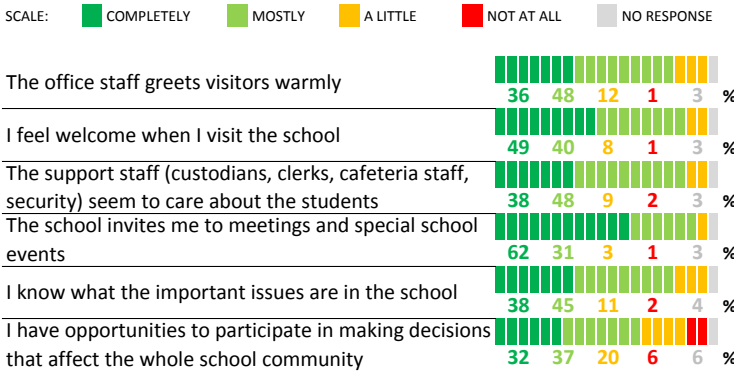 SCALE: COMPLETELY MOSTLY A LITTLE NOT AT ALL NO RESPONSE
The office staff greets visitors warmly
36 48 12 1 3 %
I feel welcome when I visit the school
49 40 8 1 3 %
The support staff (custodians, clerks, cafeteria staff,
security) seem to care about the students
38 48 9 2 3 %
The school invites me to meetings and special school
events
62 31 3 1 3 %
I know what the important issues are in the school
38 45 11 2 4 %
I have opportunities to participate in making decisions
that affect the whole school community
32 37 20 6 6 %